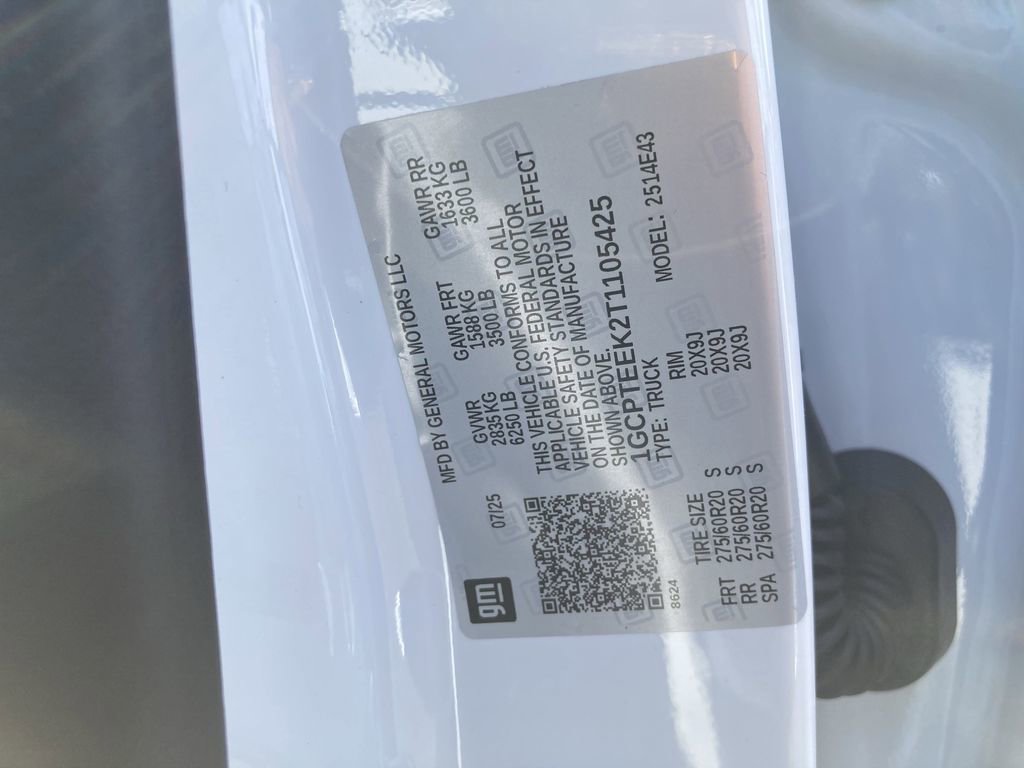 gm
07/25
MFD BY GENERAL MOTORS LLC
GVWR GAWR FRT GAWR RR
2835 KG 1588 KG 1633 KG
6250 LB 3500 LB 3600 LB
THIS VEHICLE CONFORMS TO ALL
APPLICABLE U.S. FEDERAL MOTOR
VEHICLE SAFETY STANDARDS IN EFFECT
ON THE DATE OF MANUFACTURE
SHOWN ABOVE.
1GCPTEEK2T1105425
TYPE: TRUCK MODEL: 2514E43
8624
TIRE SIZE RIM
FRT 275/60R20 S 20X9J
RR 275/60R20 S 20X9J
SPA 275/60R20 S 20X9J